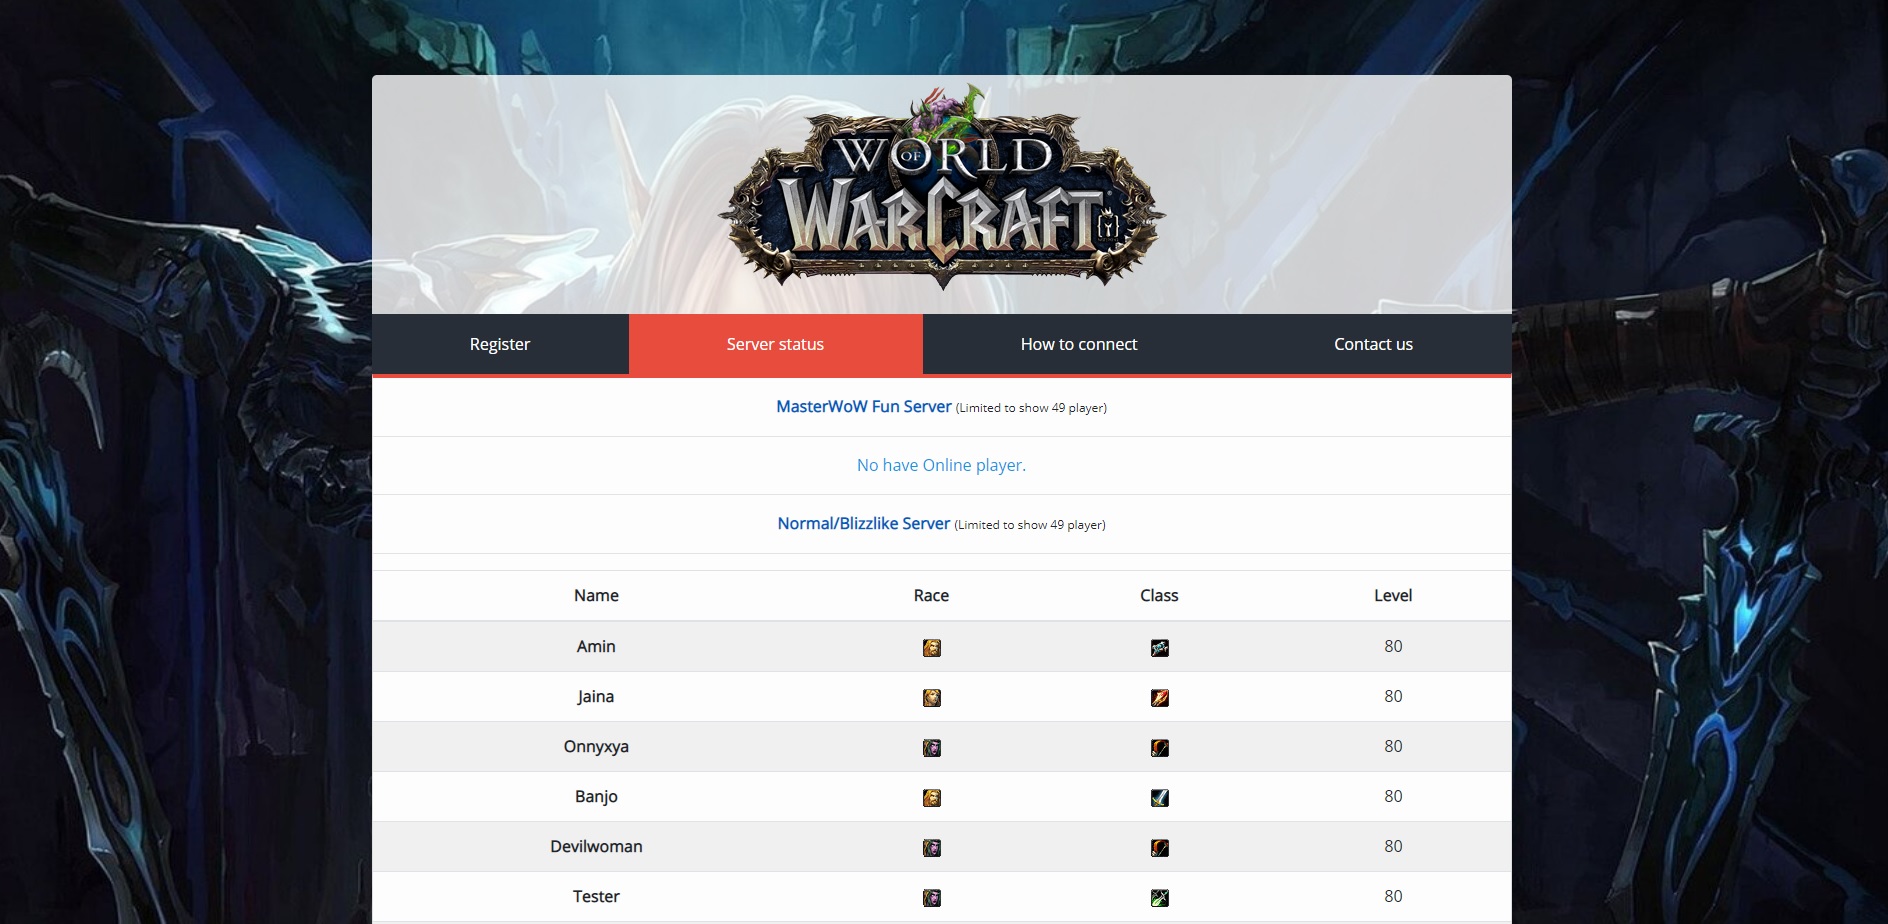 WORLD OF
WARCRAFT
Register Server status How to connect Contact us
MasterWoW Fun Server (Limited to show 49 player)
No have Online player.
Normal/Blizzlike Server (Limited to show 49 player)
Name Race Class Level
Amin 80
Jaina 80
Onnyxya 80
Banjo 80
Devilwoman 80
Tester 80